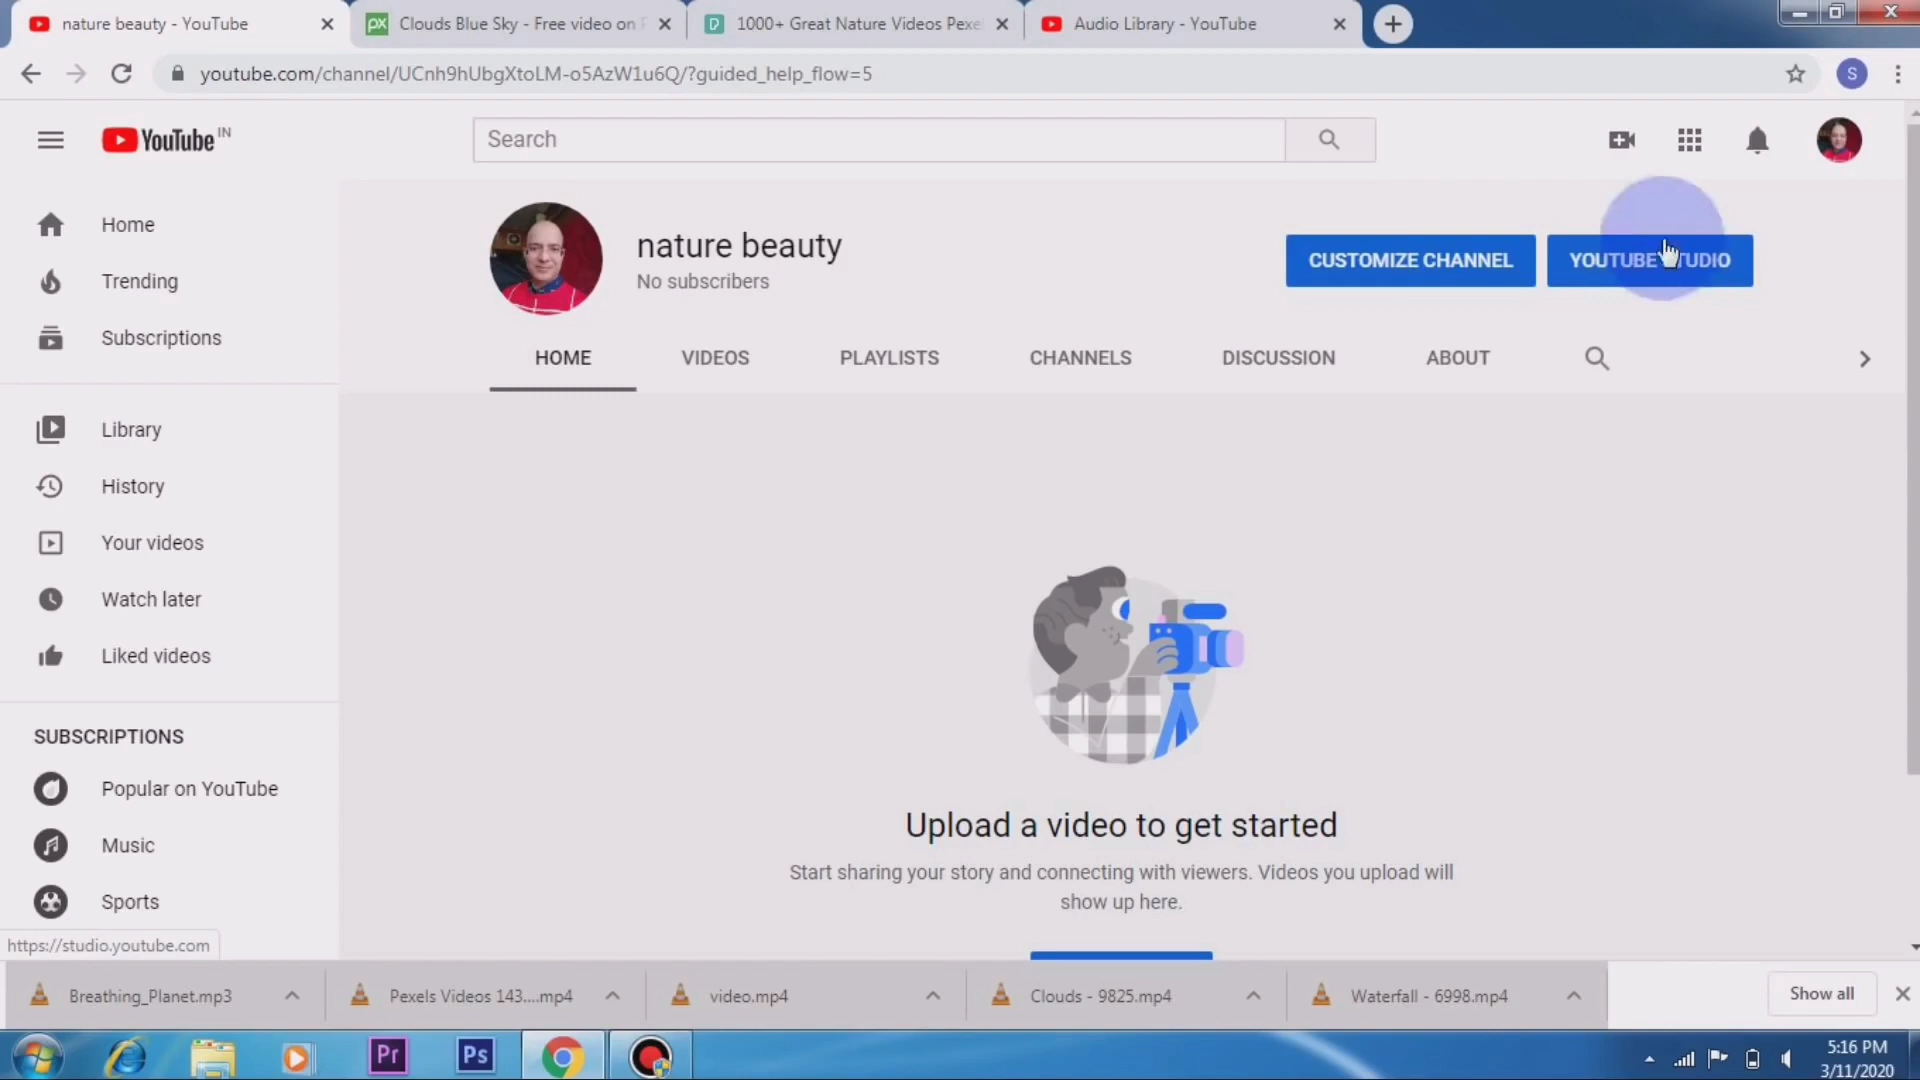 nature beauty - YouTube
Clouds Blue Sky - Free video on P
1000+ Great Nature Videos Pexel
Audio Library - YouTube
youtube.com/channel/UCnh9hUbgXtoLM-o5AzW1u6Q/?guided_help_flow=5
S
YouTube IN
Search
Home
Trending
Subscriptions
Library
History
Your videos
Watch later
Liked videos
SUBSCRIPTIONS
Popular on YouTube
Music
Sports
https://studio.youtube.com
nature beauty
No subscribers
CUSTOMIZE CHANNEL
YOUTUBE STUDIO
HOME
VIDEOS
PLAYLISTS
CHANNELS
DISCUSSION
ABOUT
Upload a video to get started
Start sharing your story and connecting with viewers. Videos you upload will
show up here.
Breathing_Planet.mp3
Pexels Videos 143....mp4
video.mp4
Clouds - 9825.mp4
Waterfall - 6998.mp4
Show all
Pr
Ps
5:16 PM
3/11/2020